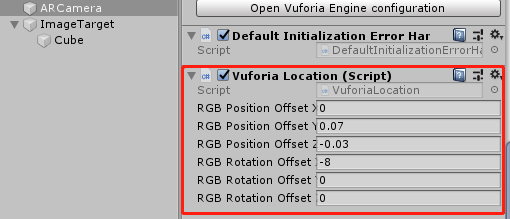 ARCamera
ImageTarget
Cube
Open Vuforia Engine configuration
Default Initialization Error Har
Script DefaultInitializationErrorHa
Vuforia Location (Script)
Script VuforiaLocation
RGB Position Offset X 0
RGB Position Offset Y 0.07
RGB Position Offset Z -0.03
RGB Rotation Offset -8
RGB Rotation Offset 0
RGB Rotation Offset 0